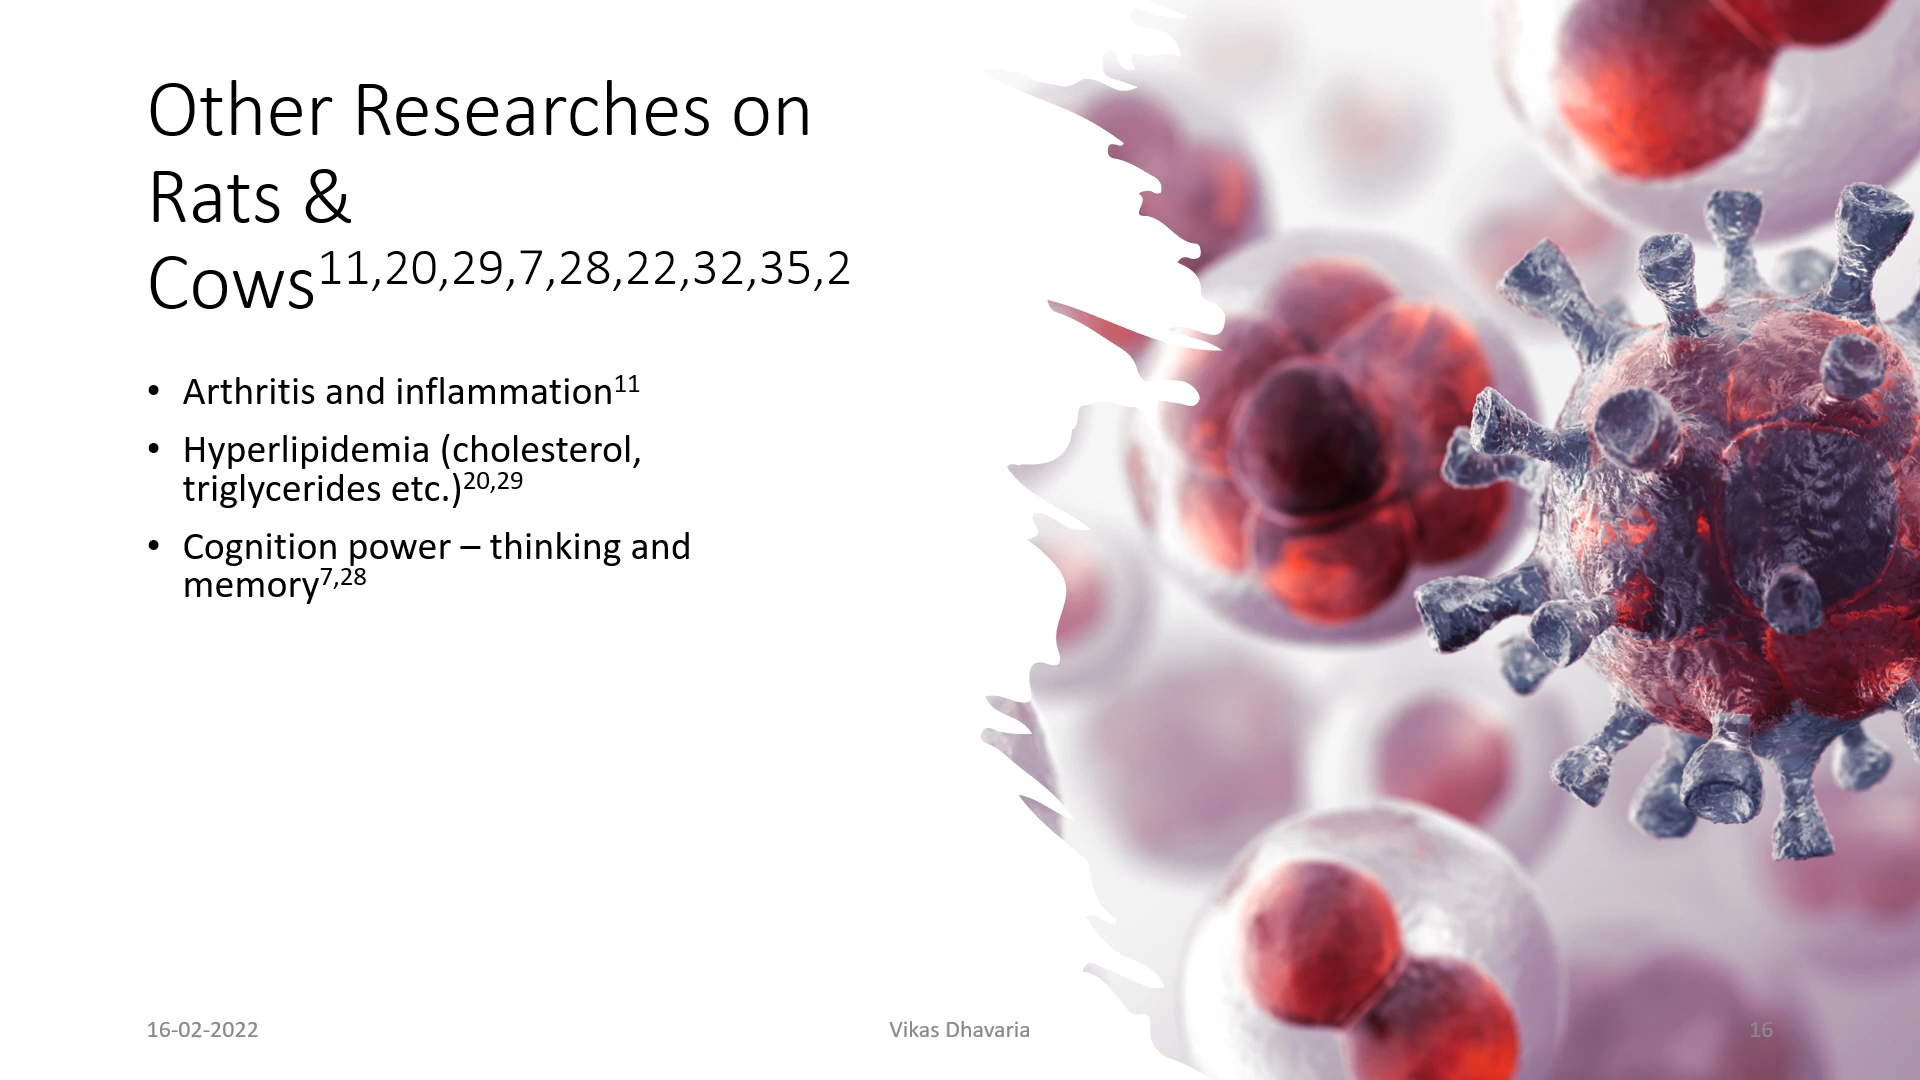 Other Researches on
Rats &
Cows11,20,29,7,28,22,32,35,2
• Arthritis and inflammation11
• Hyperlipidemia (cholesterol,
triglycerides etc.)20,29
• Cognition power – thinking and
memory7,28
16-02-2022
Vikas Dhavaria
16